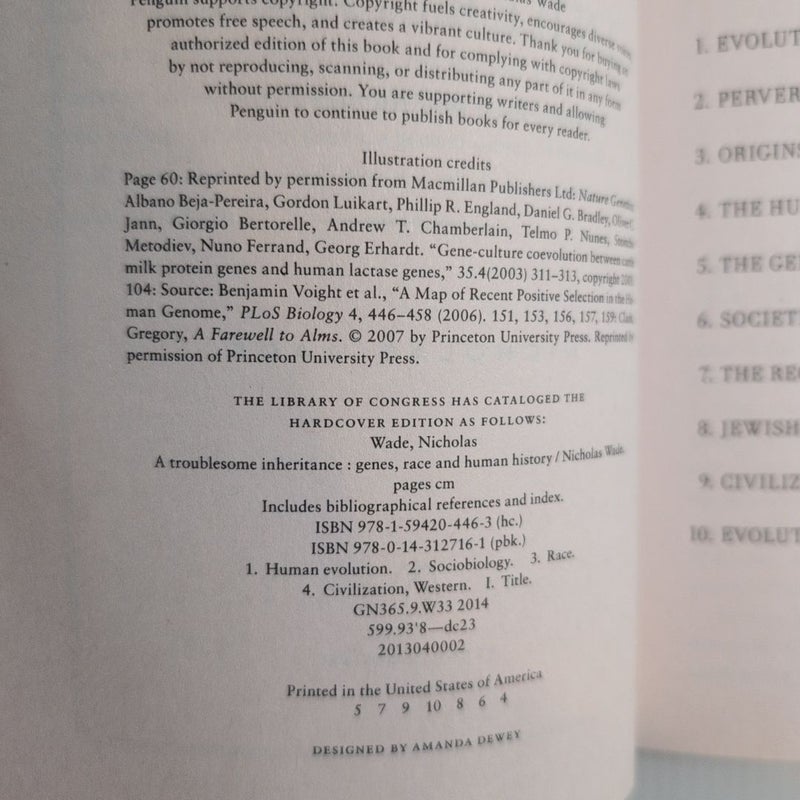 Wade
Penguin supports copyright. Copyright fuels creativity, encourages diverse
promotes free speech, and creates a vibrant culture. Thank you for buying
authorized edition of this book and for complying with copyright laws
by not reproducing, scanning, or distributing any part of it in any form
without permission. You are supporting writers and allowing
Penguin to continue to publish books for every reader.
Illustration credits
Page 60: Reprinted by permission from Macmillan Publishers Ltd: Nature Genetics
Albano Beja-Pereira, Gordon Luikart, Phillip R. England, Daniel G. Bradley,
Jann, Giorgio Bertorelle, Andrew T. Chamberlain, Telmo P. Nunes,
Metodiev, Nuno Ferrand, Georg Erhardt. “Gene-culture coevolution between
milk protein genes and human lactase genes,” 35.4(2003) 311–313, copyright
104: Source: Benjamin Voight et al., “A Map of Recent Positive Selection in the Hu-
man Genome,” PLoS Biology 4, 446–458 (2006). 151, 153, 156, 157, 159: Clark
Gregory, A Farewell to Alms. © 2007 by Princeton University Press. Reprinted
permission of Princeton University Press.
THE LIBRARY OF CONGRESS HAS CATALOGED THE
HARDCOVER EDITION AS FOLLOWS:
Wade, Nicholas
A troublesome inheritance : genes, race and human history / Nicholas Wade.
pages cm
Includes bibliographical references and index.
ISBN 978-1-59420-446-3 (hc.)
ISBN 978-0-14-312716-1 (pbk.)
1. Human evolution. 2. Sociobiology. 3. Race.
4. Civilization, Western. I. Title.
GN365.9.W33 2014
599.93'8—dc23
2013040002
Printed in the United States of America
5 7 9 10 8 6 4
DESIGNED BY AMANDA DEWEY
1. EVOLUT
2. PERVER
3. ORIGINS
4. THE HU
5. THE GE
6. SOCIET
7. THE RE
8. JEWISH
9. CIVILIZ
10. EVOLUT